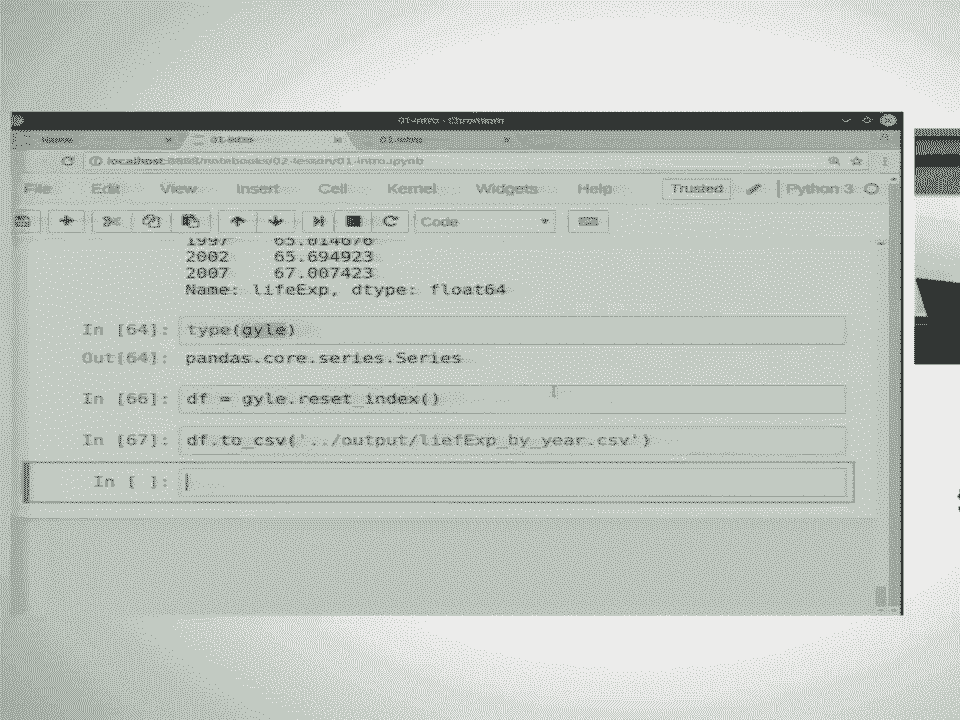 01-intro - Chromium
Name 01-intro 01-intro
localhost:8888/notebooks/02-lesson/01-intro.ipynb
File Edit View Insert Cell Kernel Widgets Help Trusted Python 3
Code
1997 65.014676
2002 65.694923
2007 67.007423
Name: lifeExp, dtype: float64
In [64]: type(gyle)
Out[64]: pandas.core.series.Series
In [66]: df = gyle.reset_index()
In [67]: df.to_csv('../output/liefExp_by_year.csv')
In [ ]: